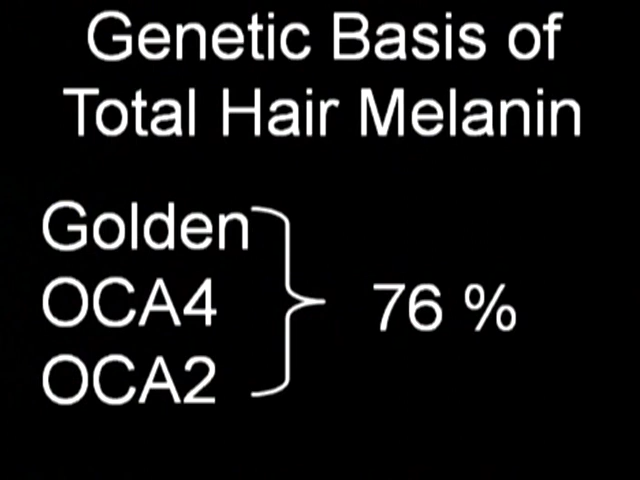 Genetic Basis of
Total Hair Melanin
Golden
OCA4
76 %
OCA2